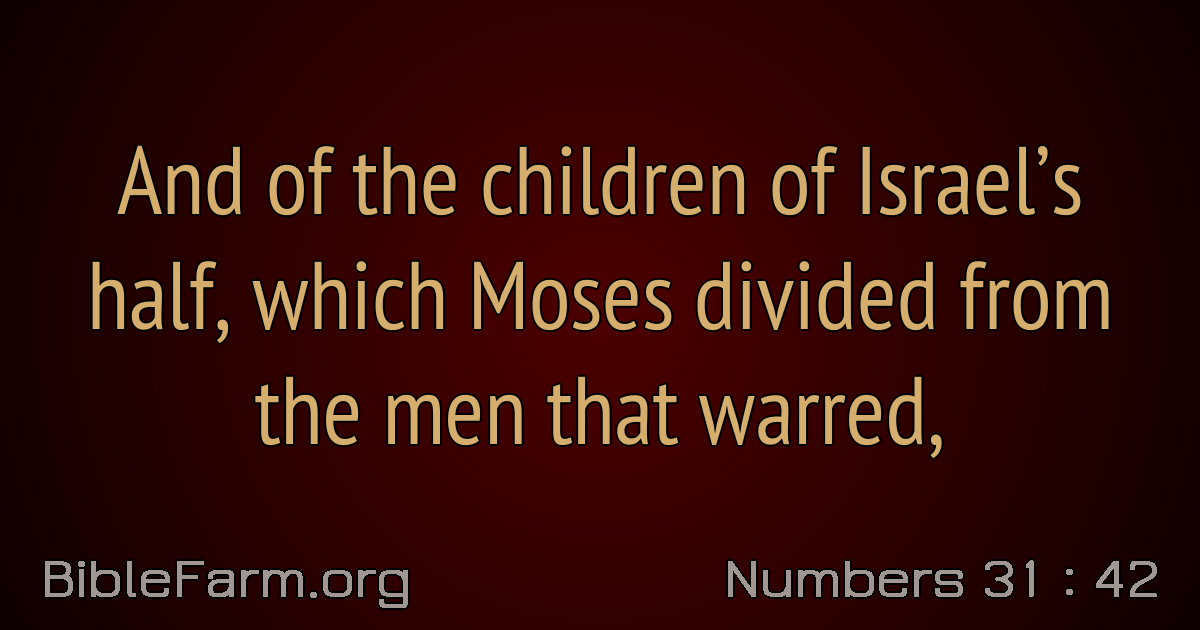 And of the children of Israel’s
half, which Moses divided from
the men that warred,
BibleFarm.org
Numbers 31 : 42